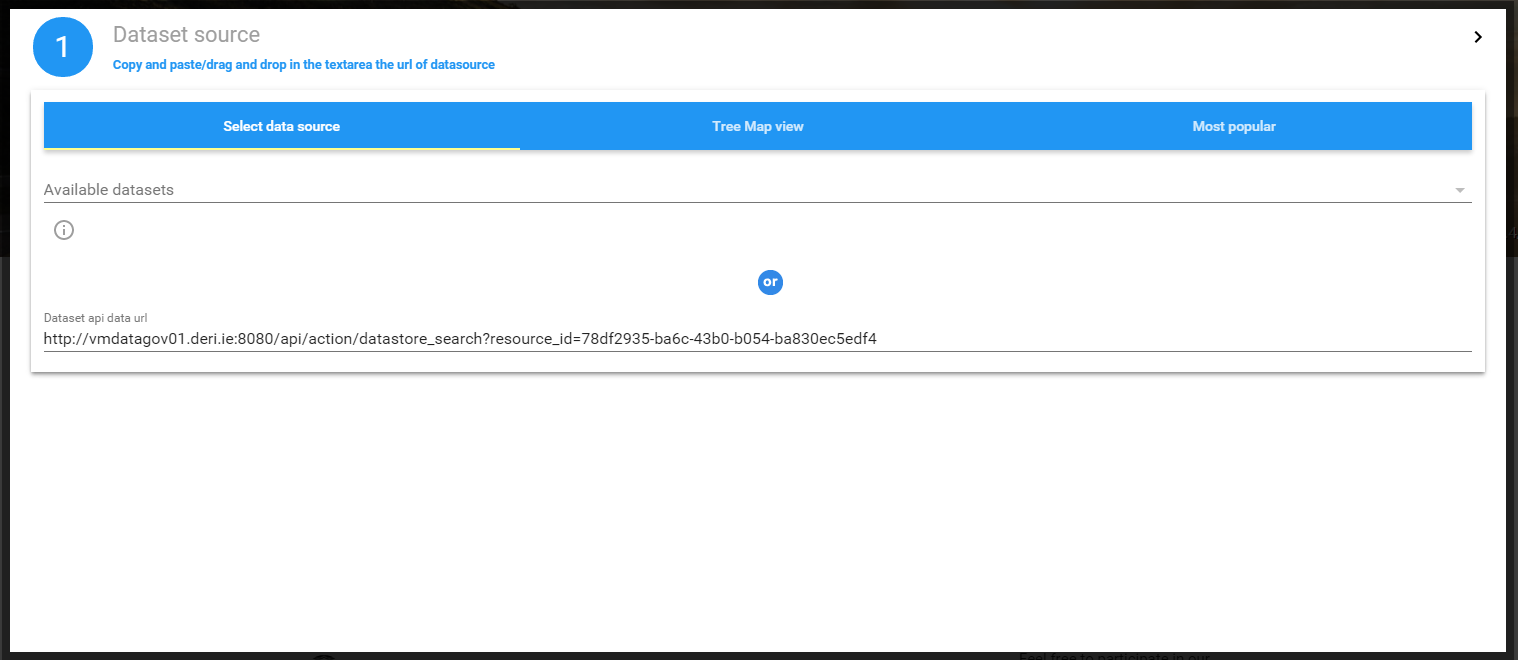 1
Dataset source
Copy and paste/drag and drop in the textarea the url of datasource
Select data source
Tree Map view
Most popular
Available datasets
or
Dataset api data url
http://vmdatagov01.deri.ie:8080/api/action/datastore_search?resource_id=78df2935-ba6c-43b0-b054-ba830ec5edf4
Feel free to participate in our